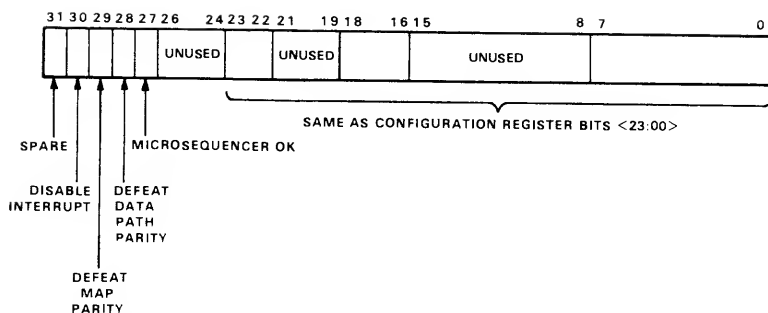 31 30 29 28 27 26 24 23 22 21 19 18 16 15 8 7 0
UNUSED UNUSED UNUSED
SAME AS CONFIGURATION REGISTER BITS <23:00>
SPARE MICROSEQUENCER OK
DISABLE
INTERRUPT
DEFEAT
DATA
PATH
PARITY
DEFEAT
MAP
PARITY